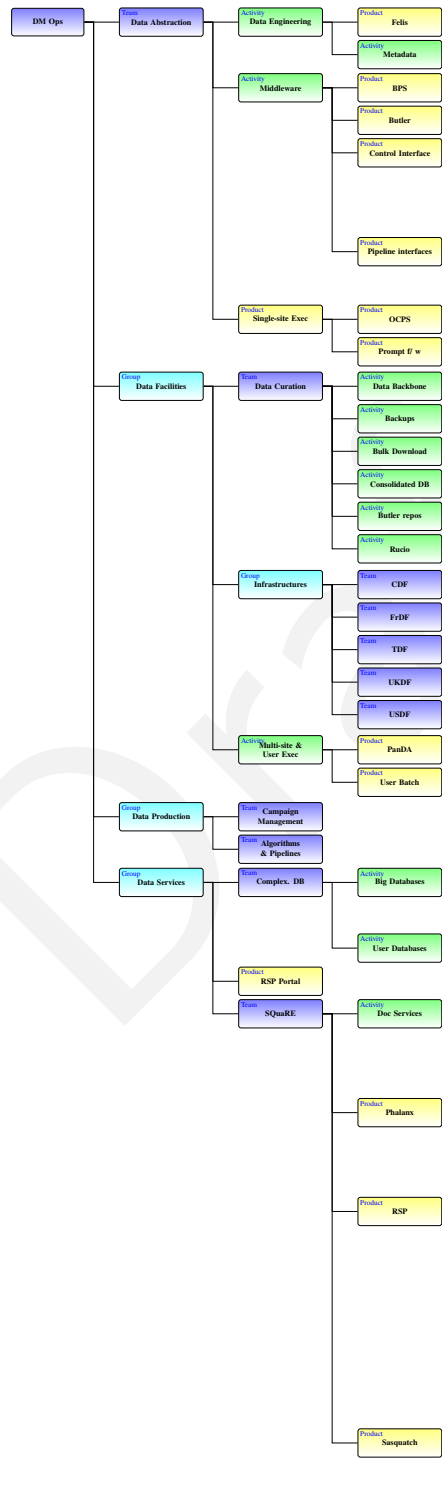 DM Ops
Team
Data Abstraction
Activity
Data Engineering
Product
Felis
Activity
Metadata
Activity
Middleware
Product
BPS
Product
Butler
Product
Control Interface
Product
Pipeline interfaces
Product
Single-site Exec
Product
OCPS
Product
Prompt f/ w
Group
Data Facilities
Team
Data Curation
Activity
Data Backbone
Activity
Backups
Activity
Bulk Download
Activity
Consolidated DB
Activity
Butler repos
Activity
Rucio
Group
Infrastructures
Team
CDF
Team
FrDF
Team
TDF
Team
UKDF
Team
USDF
Activity
Multi-site &
User Exec
Product
PanDA
Product
User Batch
Group
Data Production
Team
Campaign
Management
Team
Algorithms
& Pipelines
Group
Data Services
Team
Complex. DB
Activity
Big Databases
Activity
User Databases
Product
RSP Portal
Team
SQuaRE
Activity
Doc Services
Product
Phalanx
Product
RSP
Product
Sasquatch
Draft